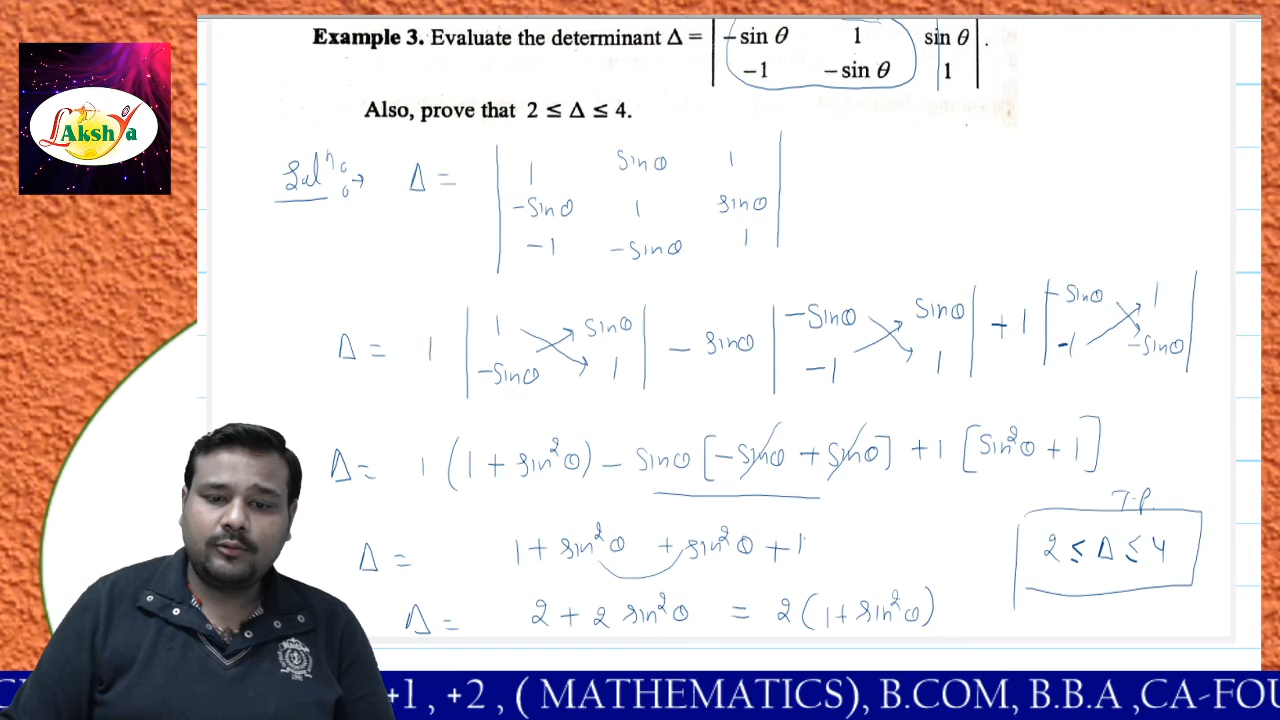 Example 3. Evaluate the determinant Δ = | −sin θ 1 sin θ | .
−1 −sin θ 1
Also, prove that 2 ≤ Δ ≤ 4.
LAkshYa
Solⁿ: → Δ = | 1 sinθ 1 |
−sinθ 1 sinθ
−1 −sinθ 1
Δ = 1 | 1 sinθ | − sinθ | −sinθ sinθ | + 1 | −sinθ 1 |
−sinθ 1 −1 1 −1 −sinθ
Δ = 1 (1 + sin²θ) − sinθ [−sinθ + sinθ] + 1 [sin²θ + 1]
T.P.
Δ = 1 + sin²θ + sin²θ + 1
2 ≤ Δ ≤ 4
Δ = 2 + 2 sin²θ = 2 (1 + sin²θ)
+1 , +2 , ( MATHEMATICS), B.COM, B.B.A ,CA-FOU